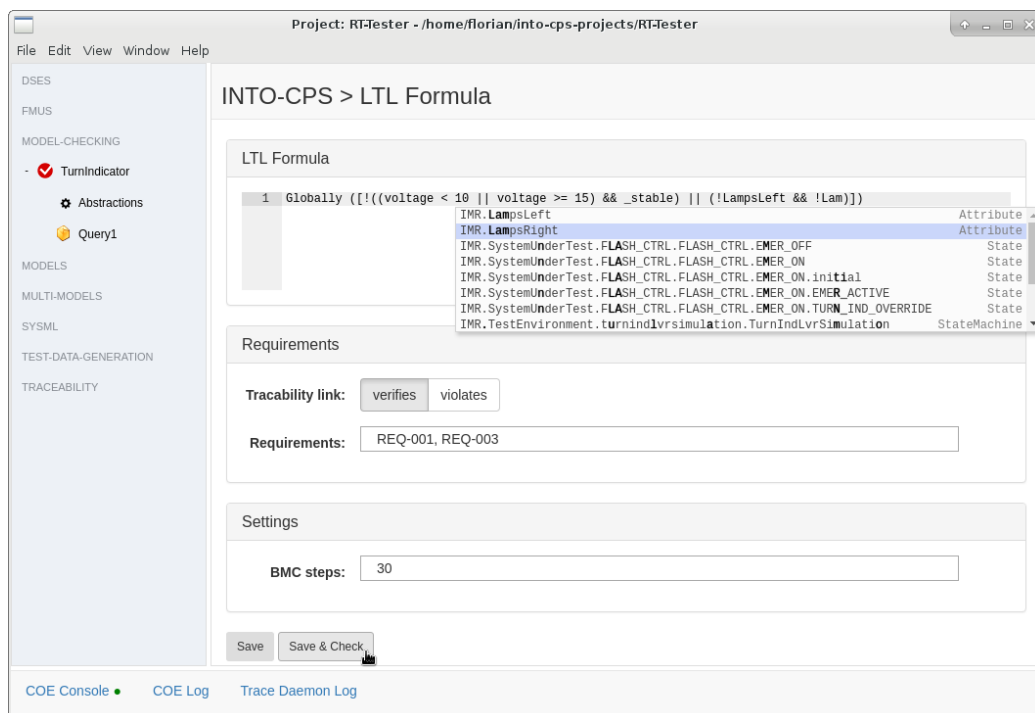 Project: RT-Tester - /home/florian/into-cps-projects/RT-Tester
File Edit View Window Help
DSES
FMUS
MODEL-CHECKING
- TurnIndicator
Abstractions
Query1
MODELS
MULTI-MODELS
SYSML
TEST-DATA-GENERATION
TRACEABILITY
INTO-CPS > LTL Formula
LTL Formula
1 Globally ([!((voltage < 10 || voltage >= 15) && _stable) || (!LampsLeft && !Lam)])
IMR.LampsLeft Attribute
IMR.LampsRight Attribute
IMR.SystemUnderTest.FLASH_CTRL.FLASH_CTRL.EMER_OFF State
IMR.SystemUnderTest.FLASH_CTRL.FLASH_CTRL.EMER_ON State
IMR.SystemUnderTest.FLASH_CTRL.FLASH_CTRL.EMER_ON.initial State
IMR.SystemUnderTest.FLASH_CTRL.FLASH_CTRL.EMER_ON.EMER_ACTIVE State
IMR.SystemUnderTest.FLASH_CTRL.FLASH_CTRL.EMER_ON.TURN_IND_OVERRIDE State
IMR.TestEnvironment.turnindlvrsimulation.TurnIndLvrSimulation StateMachine
Requirements
Tracability link: verifies violates
Requirements: REQ-001, REQ-003
Settings
BMC steps: 30
Save Save & Check
COE Console COE Log Trace Daemon Log